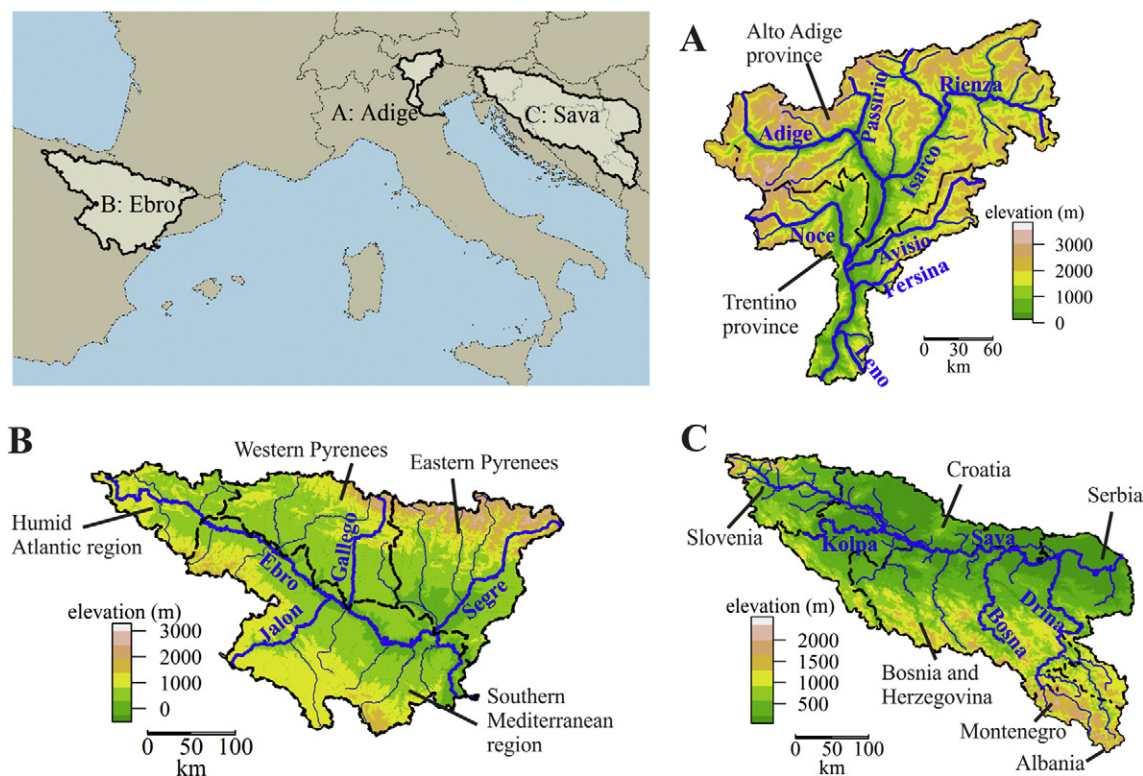 A: Adige
C: Sava
B: Ebro
A
Alto Adige
province
Passirio
Rienza
Adige
Isarco
Noce
Avisio
Fersina
Trentino
province
Leno
elevation (m)
3000
2000
1000
0
0 30 60
km
B
Western Pyrenees
Eastern Pyrenees
Humid
Atlantic region
Gallego
Ebro
Segre
Jalon
elevation (m)
3000
2000
1000
0
Southern
Mediterranean
region
0 50 100
km
C
Croatia
Serbia
Slovenia
Kolpa
Sava
Drina
Bosna
elevation (m)
2000
1500
1000
500
Bosnia and
Herzegovina
Montenegro
Albania
0 50 100
km